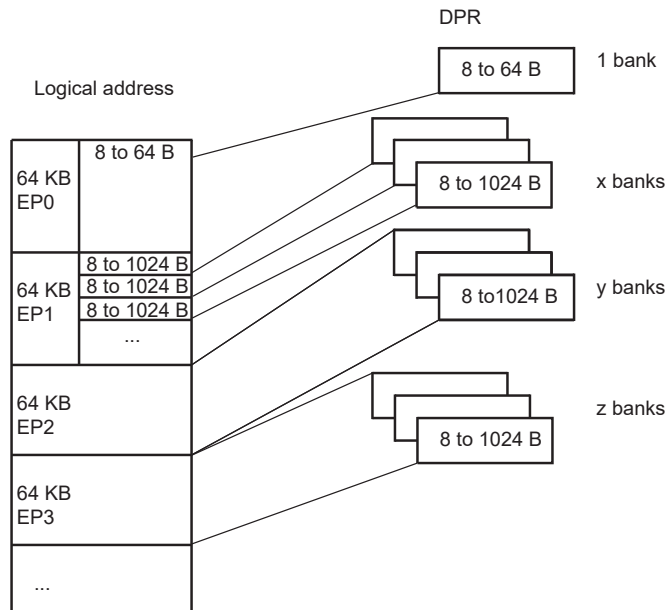 DPR
8 to 64 B
1 bank
Logical address
8 to 64 B
64 KB
EP0
8 to 1024 B
x banks
8 to 1024 B
8 to 1024 B
8 to 1024 B
64 KB
EP1
...
8 to1024 B
y banks
64 KB
EP2
8 to 1024 B
z banks
64 KB
EP3
...